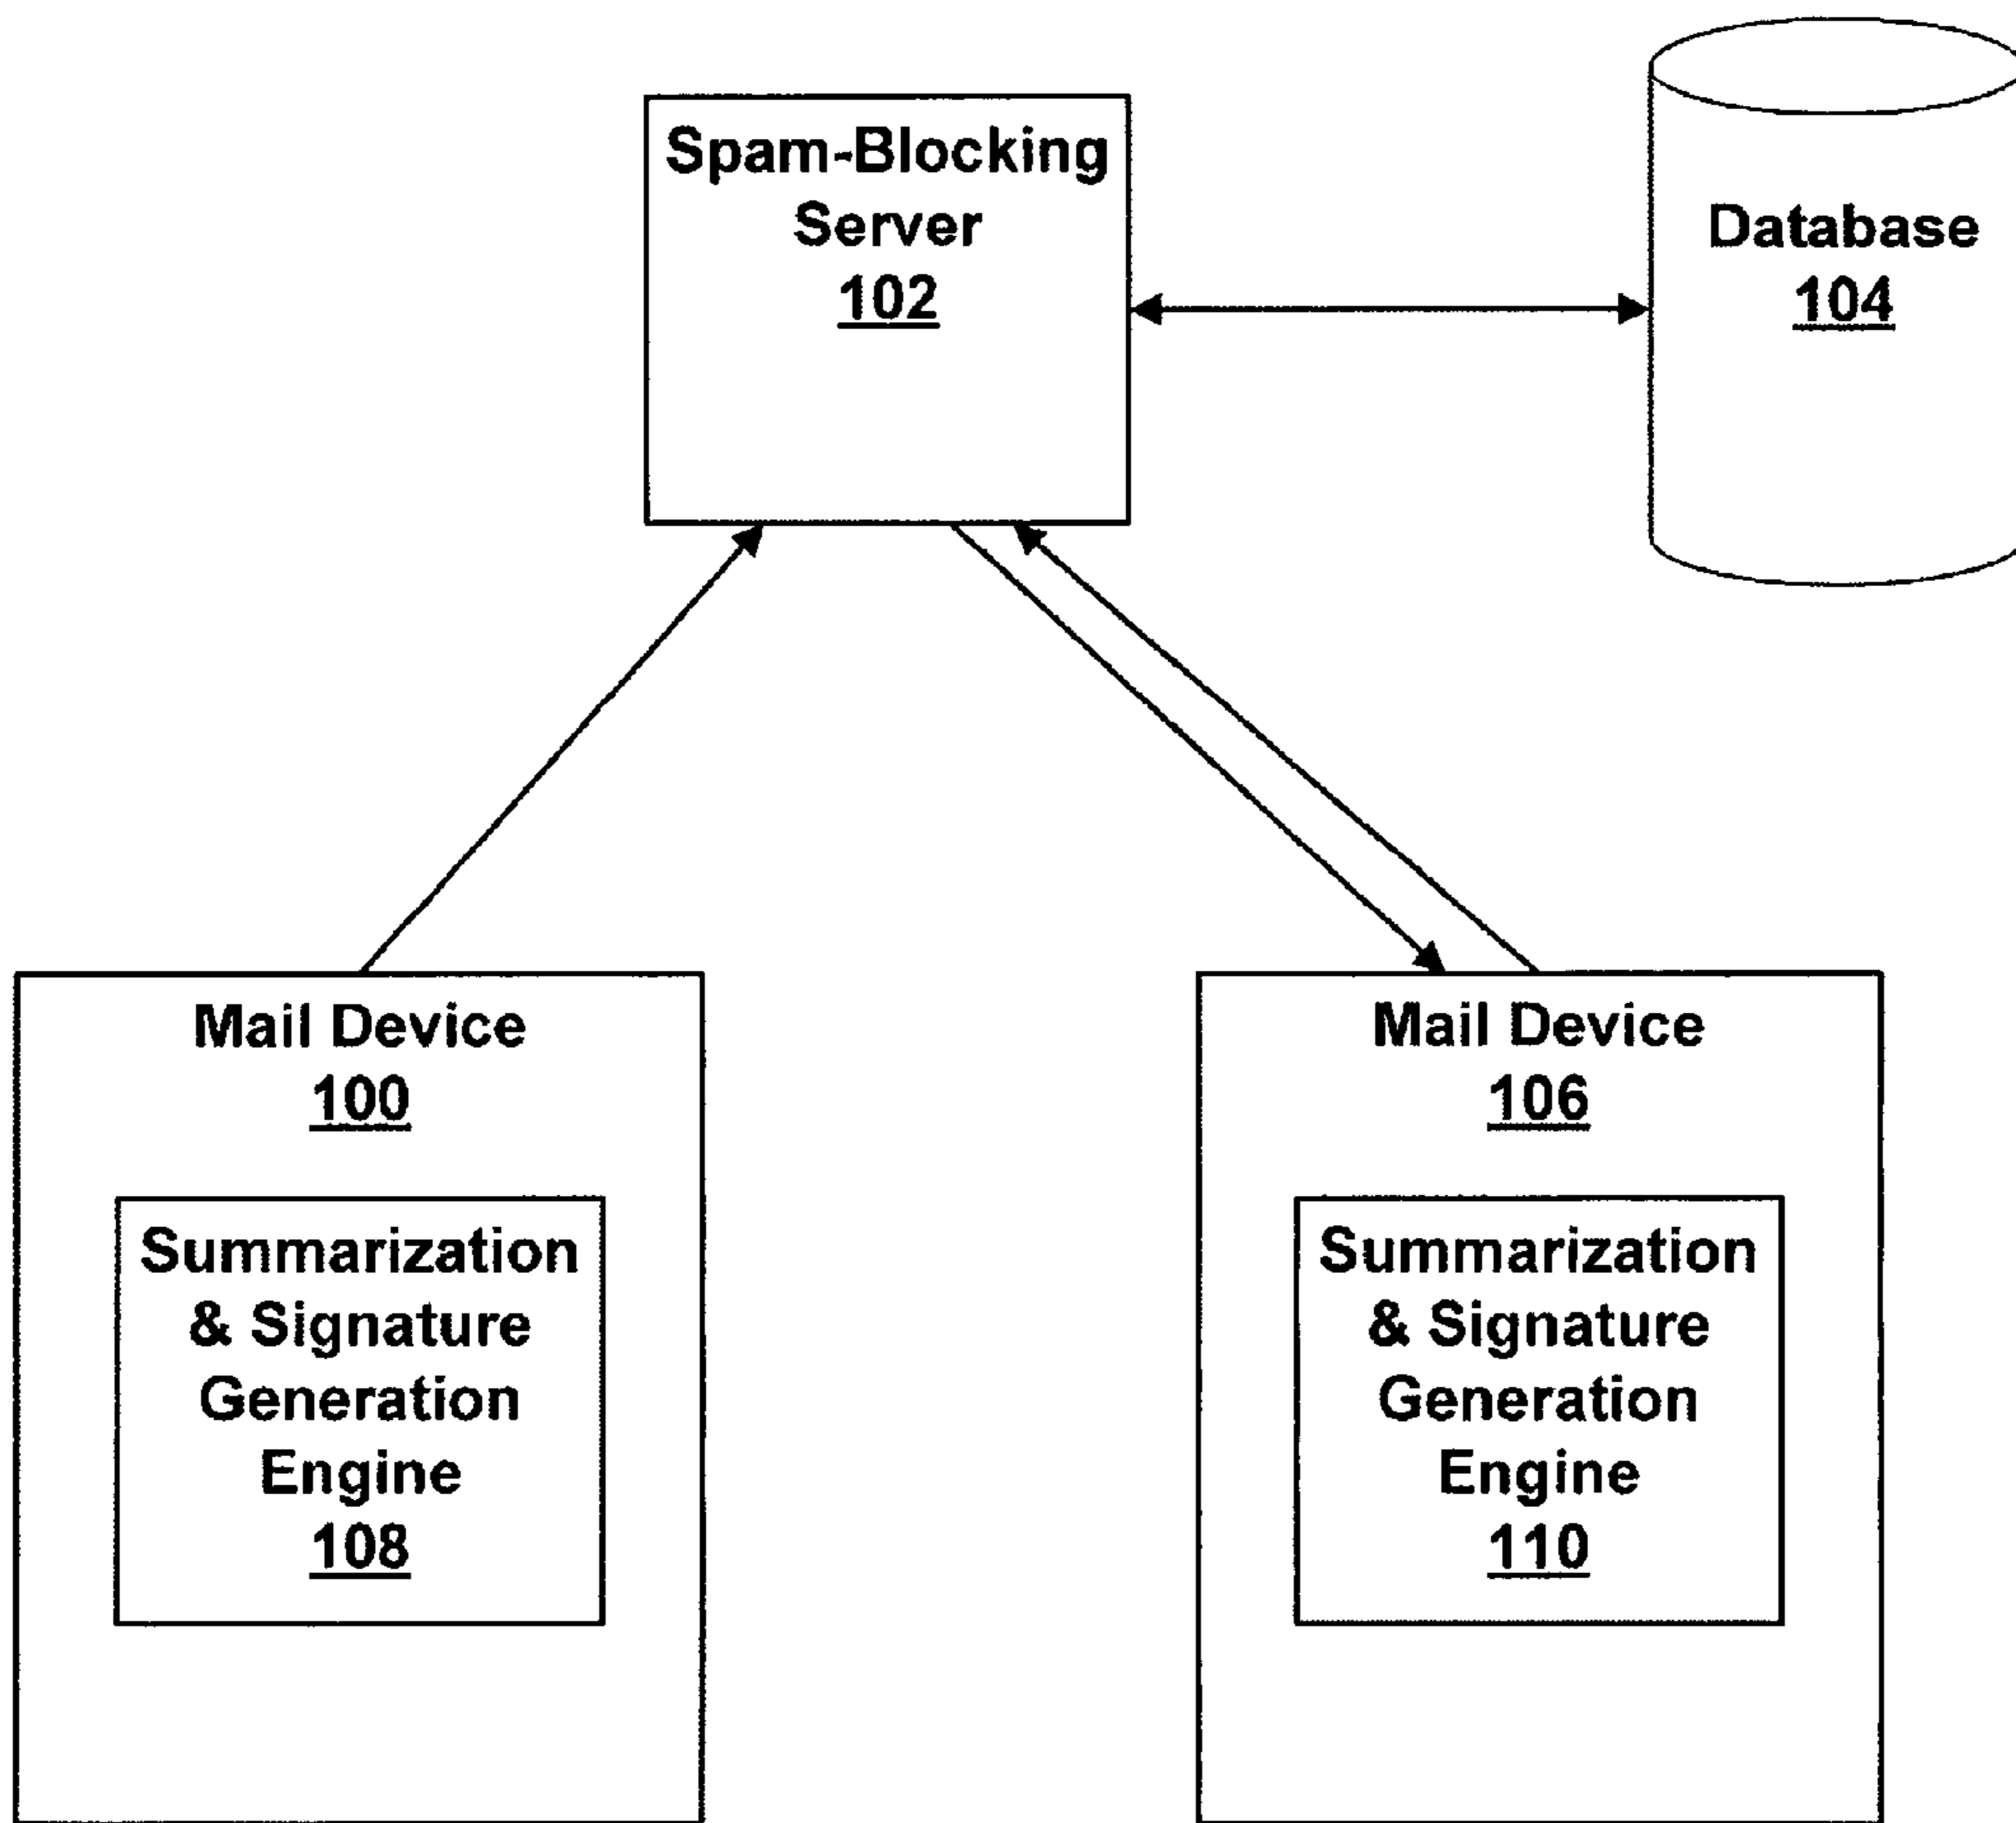 Spam-Blocking
Server
102
Database
104
Mail Device
100
Summarization
& Signature
Generation
Engine
108
Mail Device
106
Summarization
& Signature
Generation
Engine
110